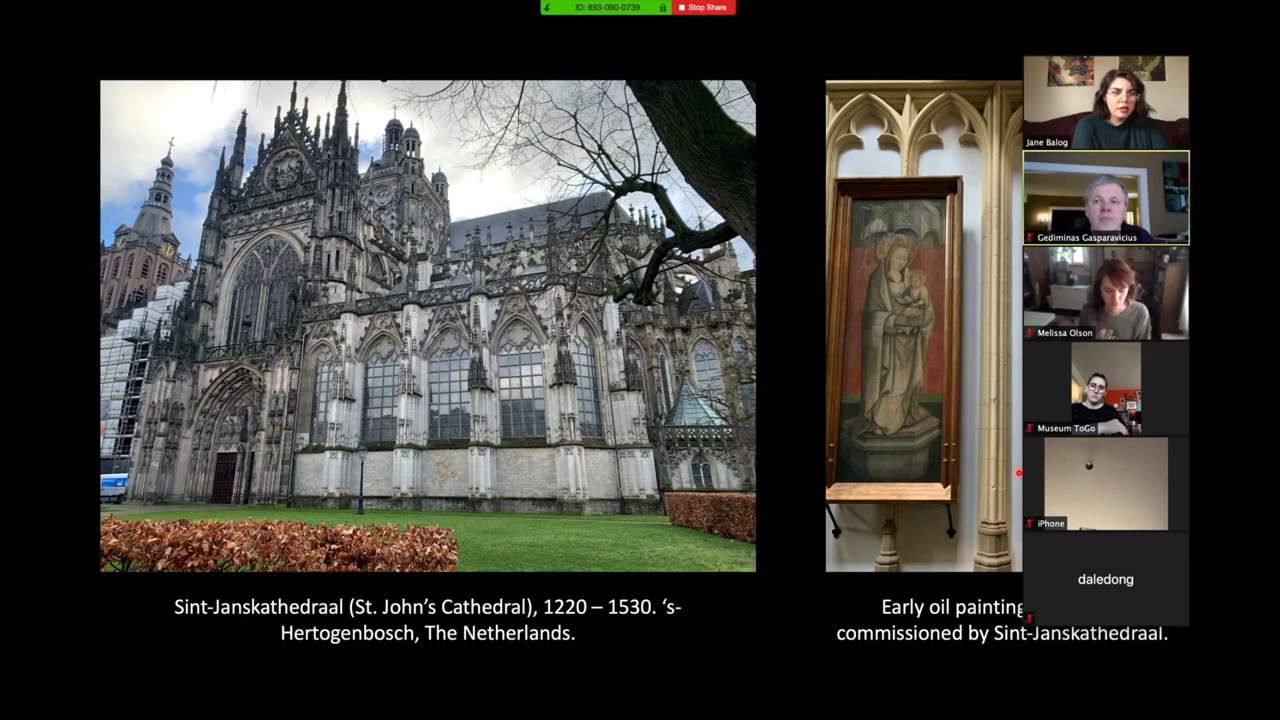 ID: 893-090-0739
Stop Share
Jane Balog
Gediminas Gasparavicius
Melissa Olson
Museum ToGo
iPhone
daledong
Sint-Janskathedraal (St. John’s Cathedral), 1220 – 1530. ‘s-
Hertogenbosch, The Netherlands.
Early oil painting
commissioned by Sint-Janskathedraal.